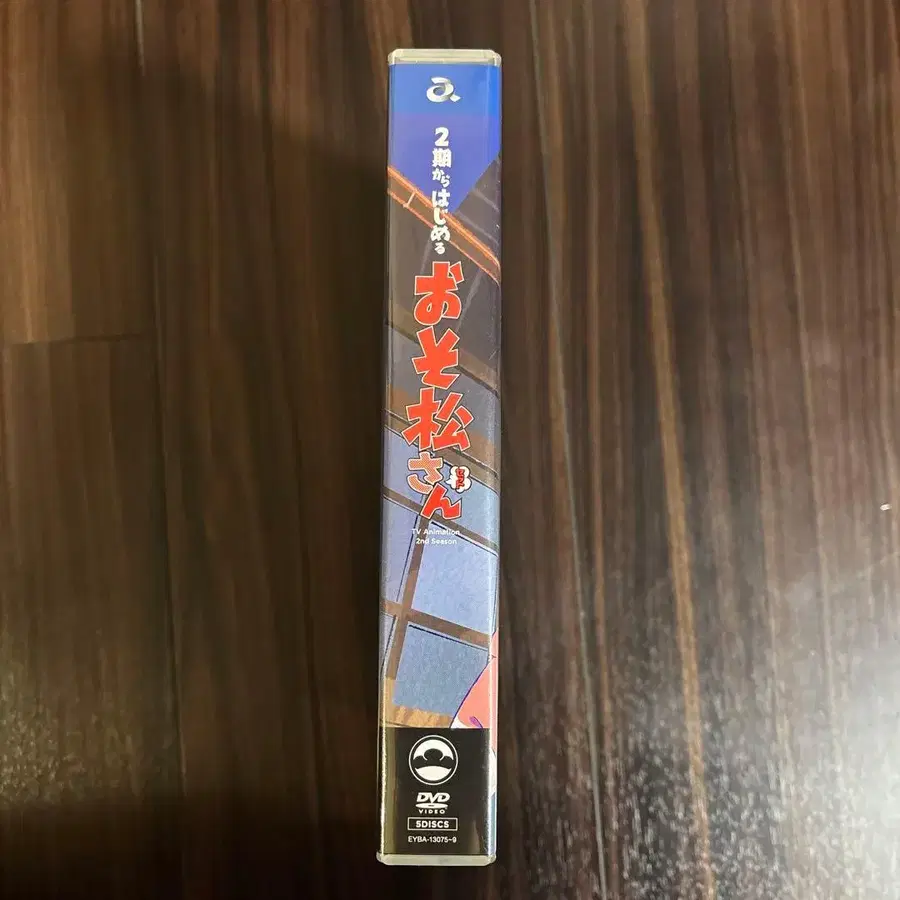 a.
2期からはじめる
おそ松さん
TV Animation
2nd Season
DVD
VIDEO
5DISCS
EYBA-13075~9